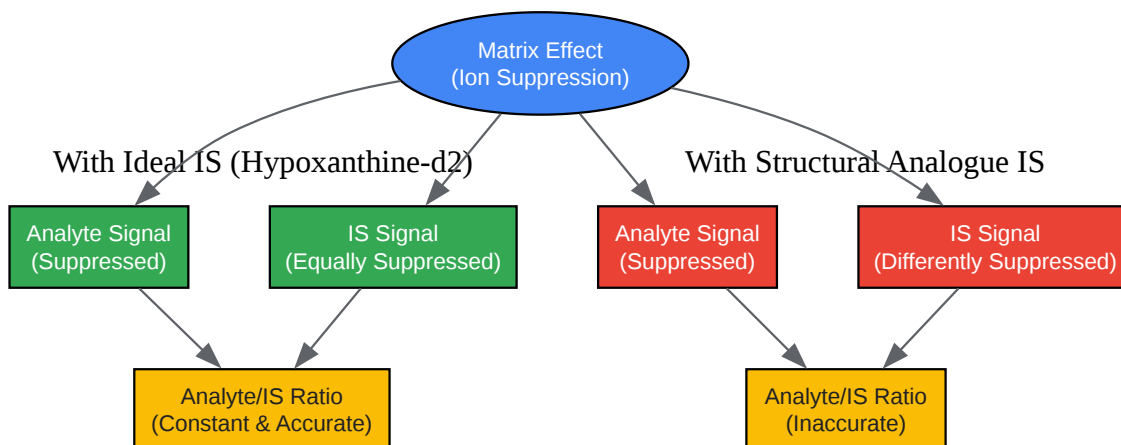 Matrix Effect
(Ion Suppression)
With Ideal IS (Hypoxanthine-d2)
With Structural Analogue IS
Analyte Signal
(Suppressed)
IS Signal
(Equally Suppressed)
Analyte Signal
(Suppressed)
IS Signal
(Differently Suppressed)
Analyte/IS Ratio
(Constant & Accurate)
Analyte/IS Ratio
(Inaccurate)